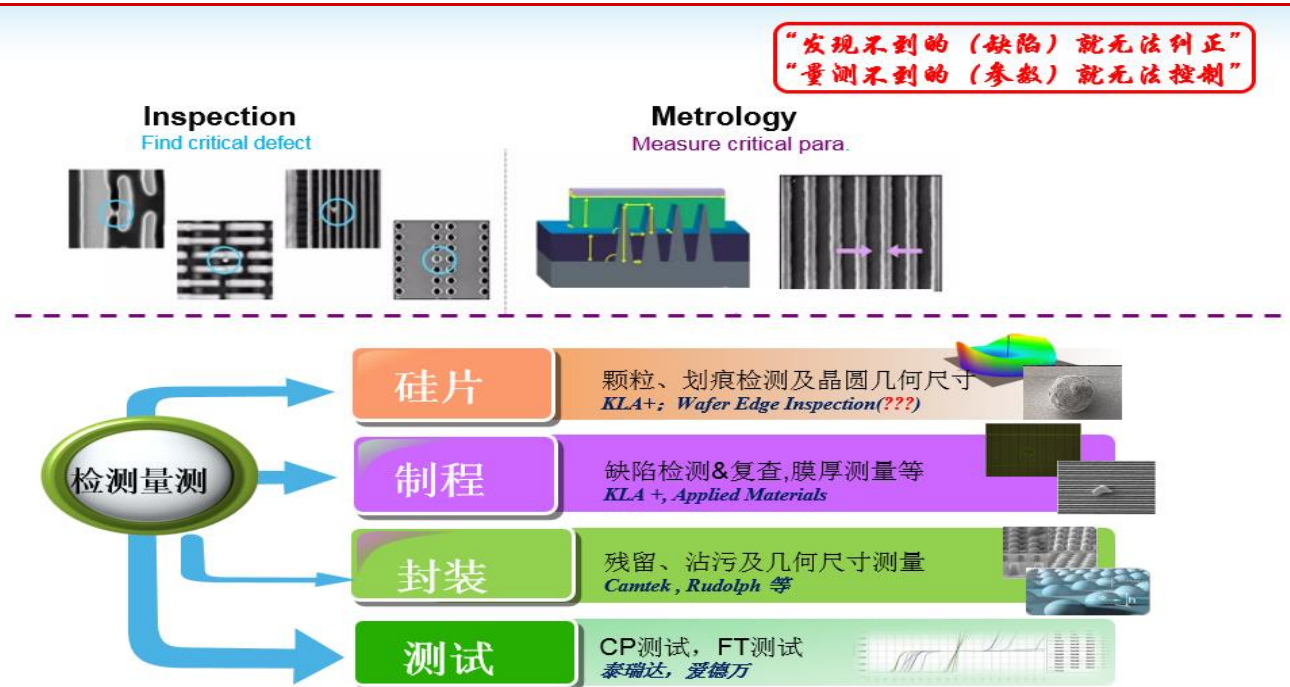 “发现不到的（缺陷）就无法纠正”
“量测不到的（参数）就无法控制”
Inspection
Find critical defect
Metrology
Measure critical para.
检测量测
硅片
颗粒、划痕检测及晶圆几何尺寸
KLA+; Wafer Edge Inspection(???)
制程
缺陷检测&复查,膜厚测量等
KLA +, Applied Materials
封装
残留、沾污及几何尺寸测量
Camtek , Rudolph 等
测试
CP测试，FT测试
泰瑞达，爱德万